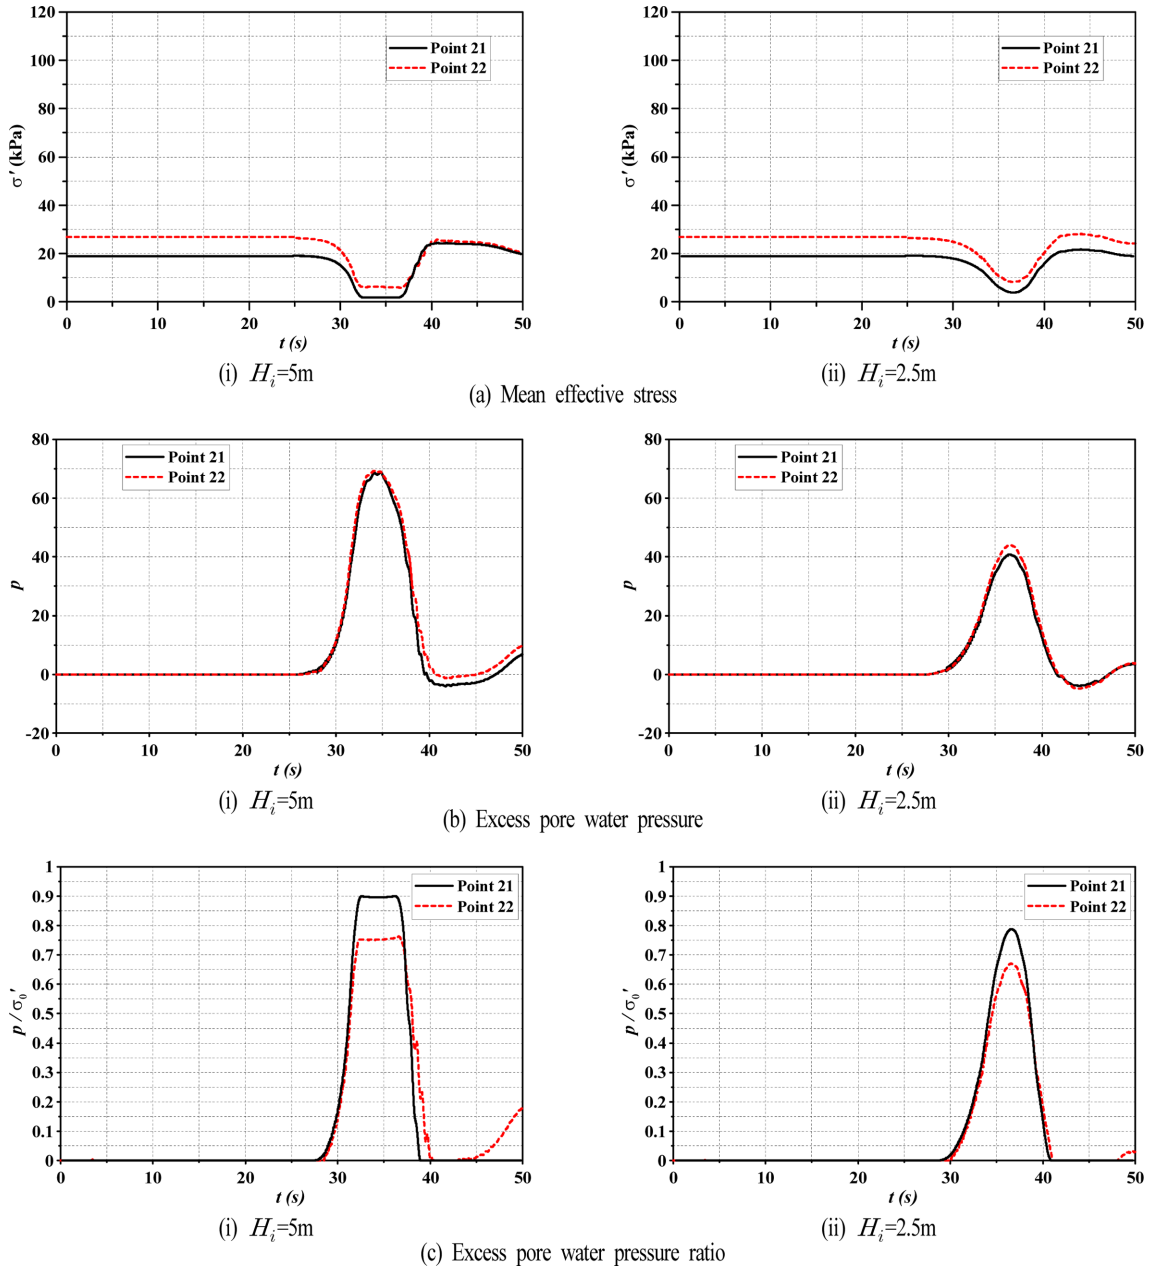 120
100
80
60
40
20
0
σ′ (kPa)
Point 21
Point 22
0 10 20 30 40 50
t (s)
(i) H_i=5m
120
100
80
60
40
20
0
σ′ (kPa)
Point 21
Point 22
0 10 20 30 40 50
t (s)
(ii) H_i=2.5m
(a) Mean effective stress
80
60
40
20
0
-20
p
Point 21
Point 22
0 10 20 30 40 50
t (s)
(i) H_i=5m
80
60
40
20
0
-20
p
Point 21
Point 22
0 10 20 30 40 50
t (s)
(ii) H_i=2.5m
(b) Excess pore water pressure
1
0.9
0.8
0.7
0.6
0.5
0.4
0.3
0.2
0.1
0
p / σ₀′
Point 21
Point 22
0 10 20 30 40 50
t (s)
(i) H_i=5m
1
0.9
0.8
0.7
0.6
0.5
0.4
0.3
0.2
0.1
0
p / σ₀′
Point 21
Point 22
0 10 20 30 40 50
t (s)
(ii) H_i=2.5m
(c) Excess pore water pressure ratio